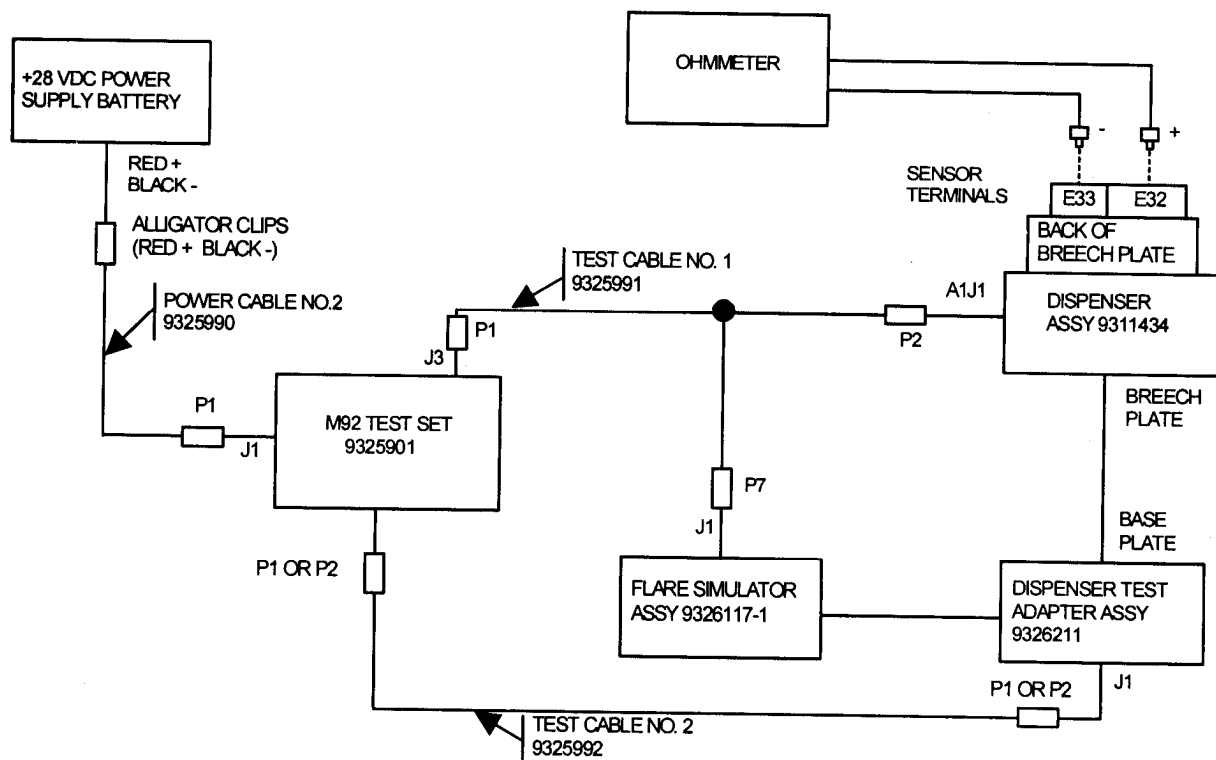 +28 VDC POWER
SUPPLY BATTERY
RED +
BLACK -
ALLIGATOR CLIPS
(RED + BLACK -)
POWER CABLE NO.2
9325990
P1
J1
M92 TEST SET
9325901
J3
P1
TEST CABLE NO. 1
9325991
P2
A1J1
OHMMETER
-
+
SENSOR
TERMINALS
E33
E32
BACK OF
BREECH PLATE
DISPENSER
ASSY 9311434
BREECH
PLATE
BASE
PLATE
P7
J1
FLARE SIMULATOR
ASSY 9326117-1
DISPENSER TEST
ADAPTER ASSY
9326211
J1
P1 OR P2
P1 OR P2
TEST CABLE NO. 2
9325992